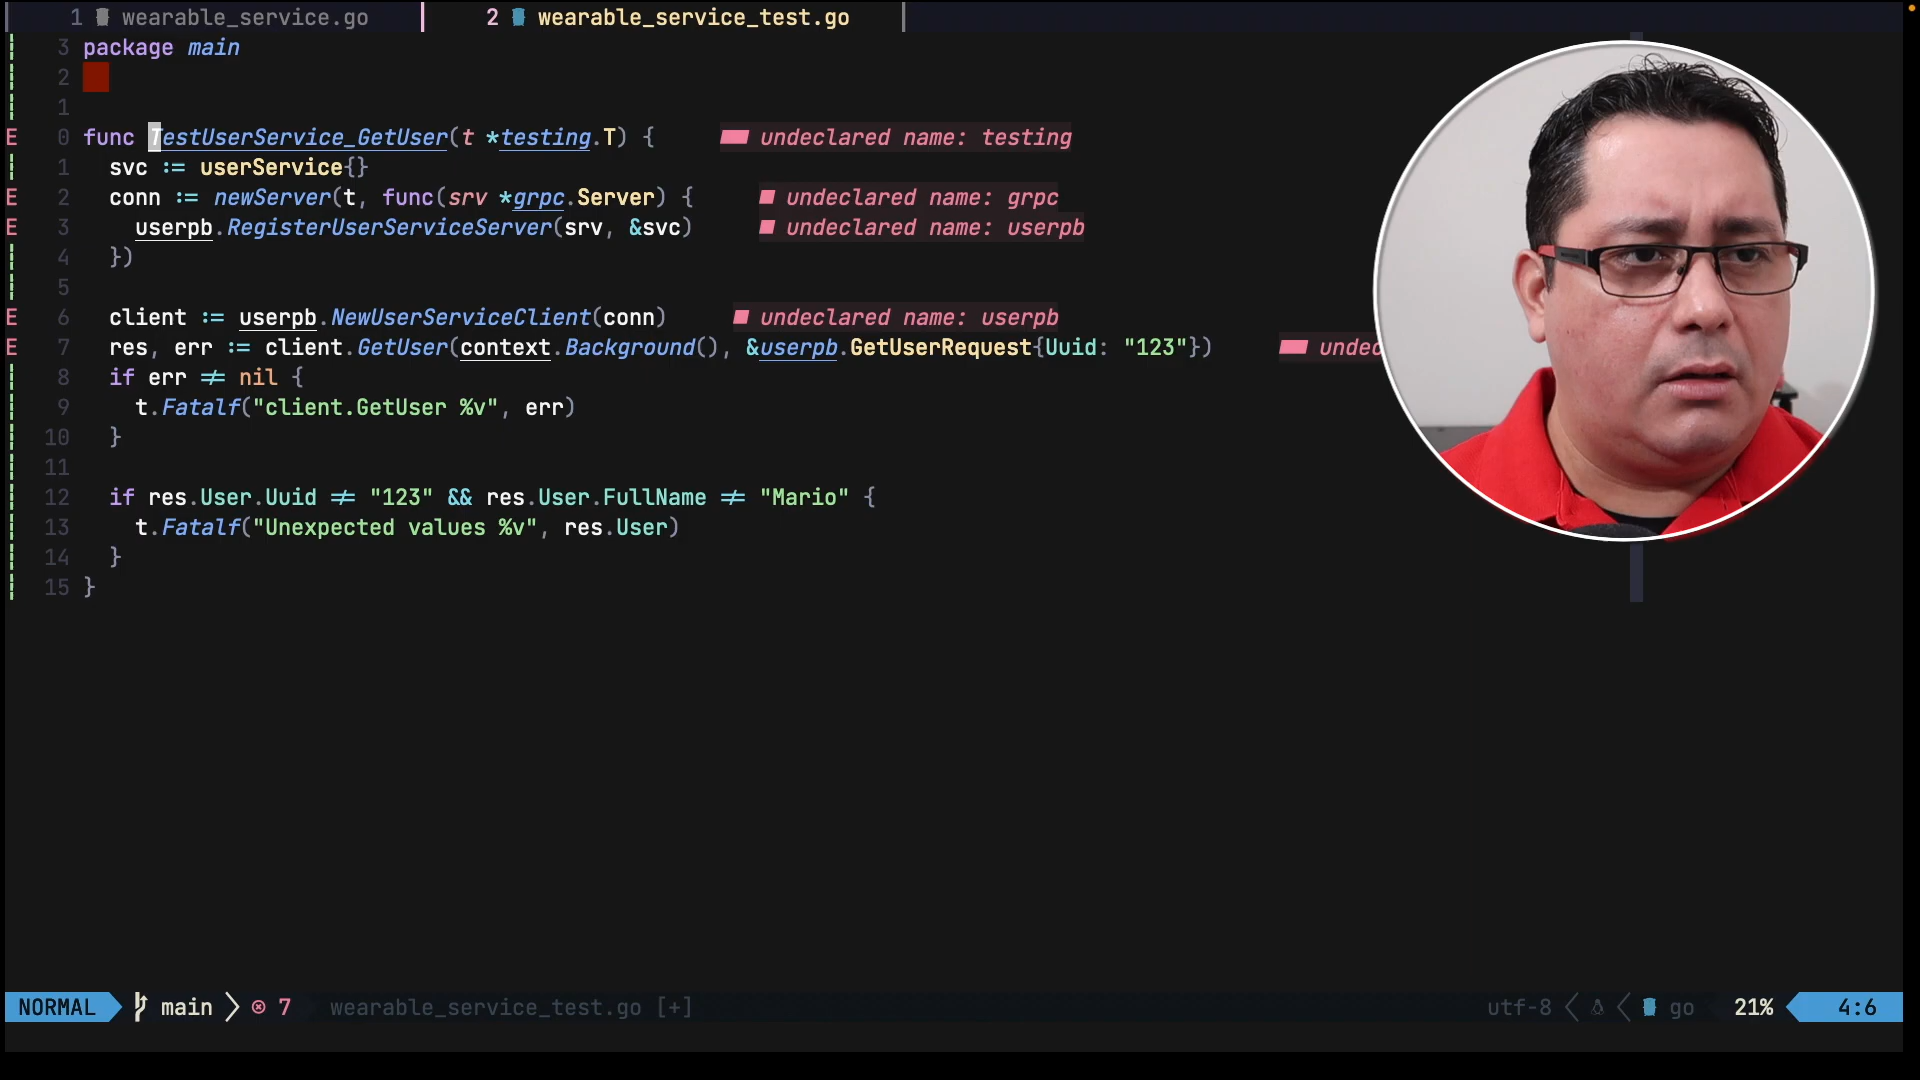 1 wearable_service.go 2 wearable_service_test.go
3 package main
2
1
E 0 func TestUserService_GetUser(t *testing.T) { undeclared name: testing
1 svc := userService{}
E 2 conn := newServer(t, func(srv *grpc.Server) { undeclared name: grpc
E 3 userpb.RegisterUserServiceServer(srv, &svc) undeclared name: userpb
4 })
5
E 6 client := userpb.NewUserServiceClient(conn) undeclared name: userpb
E 7 res, err := client.GetUser(context.Background(), &userpb.GetUserRequest{Uuid: "123"}) undec
8 if err != nil {
9 t.Fatalf("client.GetUser %v", err)
10 }
11
12 if res.User.Uuid != "123" && res.User.FullName != "Mario" {
13 t.Fatalf("Unexpected values %v", res.User)
14 }
15 }
NORMAL main 7 wearable_service_test.go [+] utf-8 go 21% 4:6